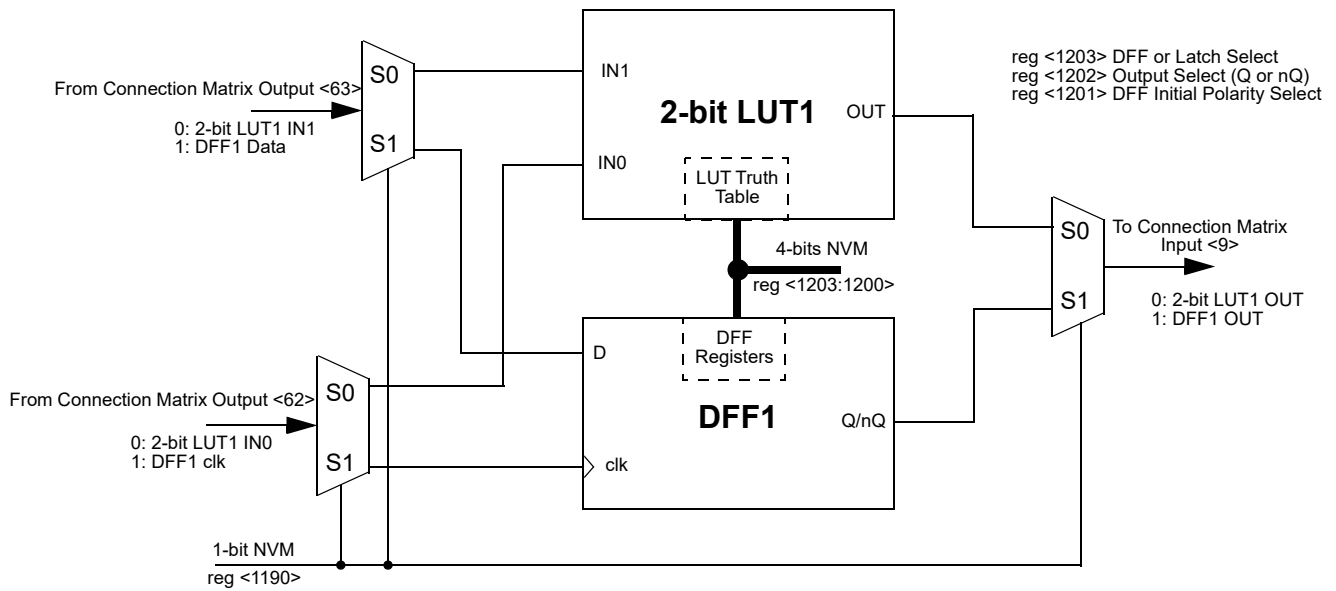 reg <1203> DFF or Latch Select
reg <1202> Output Select (Q or nQ)
reg <1201> DFF Initial Polarity Select
From Connection Matrix Output <63>
0: 2-bit LUT1 IN1
1: DFF1 Data
S0
S1
IN1
IN0
2-bit LUT1
OUT
LUT Truth
Table
4-bits NVM
reg <1203:1200>
S0
S1
To Connection Matrix
Input <9>
0: 2-bit LUT1 OUT
1: DFF1 OUT
DFF
Registers
D
clk
DFF1
Q/nQ
From Connection Matrix Output <62>
0: 2-bit LUT1 IN0
1: DFF1 clk
S0
S1
1-bit NVM
reg <1190>